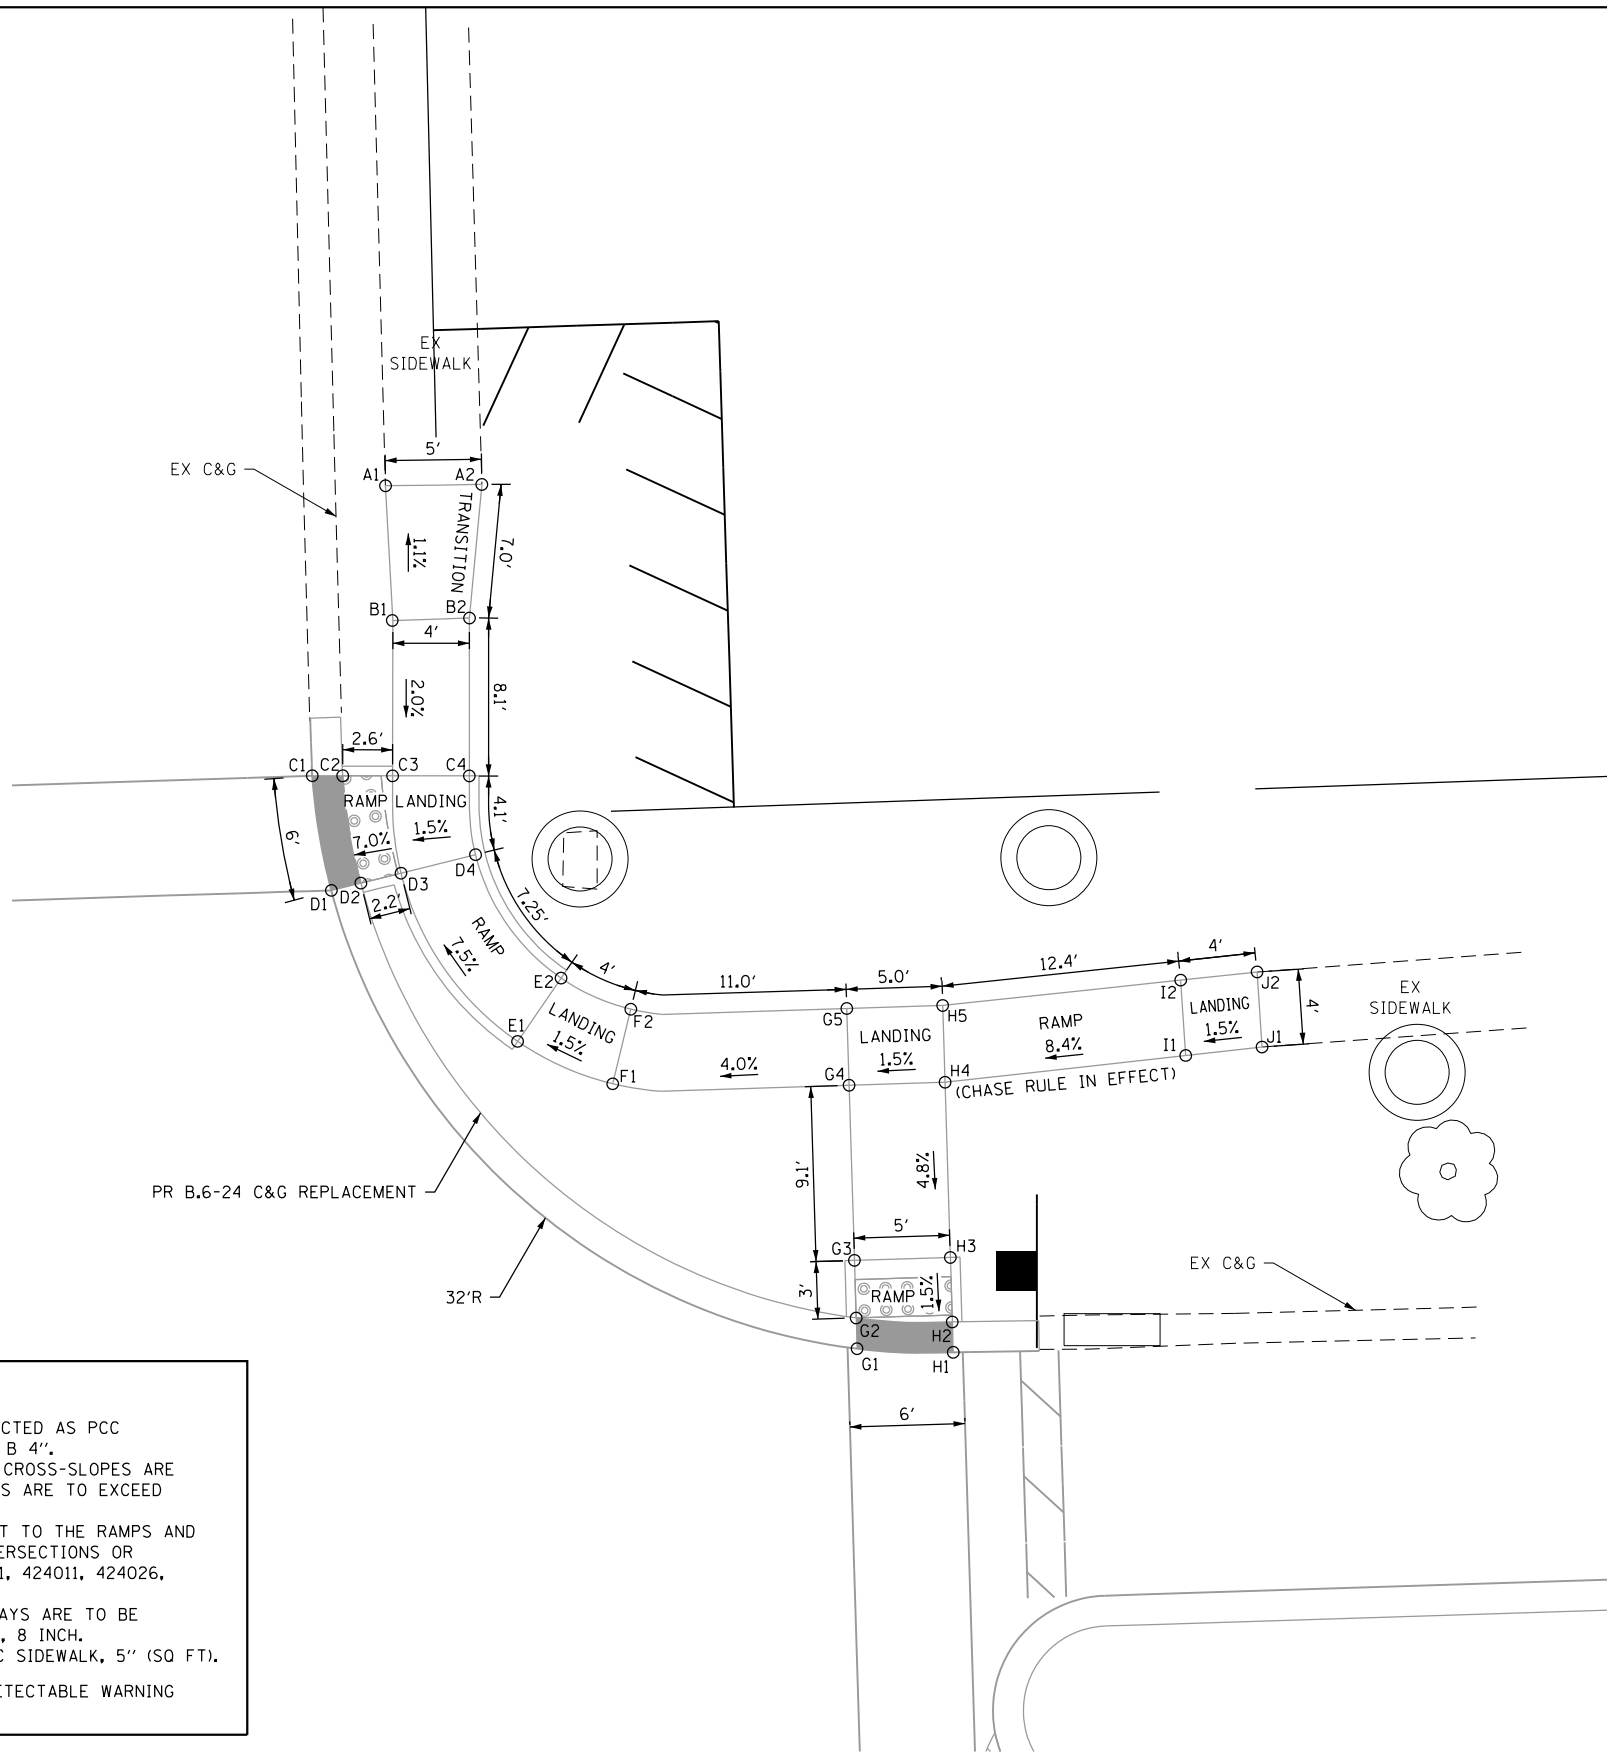 EX
SIDEWALK
5'
EX C&G
A1
A2
TRANSITION
1.1%
7.0'
B1
B2
4'
2.0%
8.1'
2.6'
C1
C2
C3
C4
RAMP
LANDING
4.1'
1.5%
7.0%
6'
D4
D3
D2
D1
2.2'
7.25'
RAMP
7.5%
4'
E2
LANDING
E1
1.5%
F2
F1
11.0'
5.0'
12.4'
4'
J2
I2
EX
SIDEWALK
G5
H5
LANDING
1.5%
RAMP
8.4%
LANDING
1.5%
4'
I1
J1
4.0%
G4
H4
(CHASE RULE IN EFFECT)
9.1'
4.8%
PR B.6-24 C&G REPLACEMENT
5'
G3
H3
EX C&G
3'
RAMP
1.5%
32'R
G2
H2
G1
H1
6'
CTED AS PCC
B 4''.
CROSS-SLOPES ARE
S ARE TO EXCEED
T TO THE RAMPS AND
ERSECTIONS OR
1, 424011, 424026,
AYS ARE TO BE
, 8 INCH.
C SIDEWALK, 5'' (SQ FT).
ETECTABLE WARNING